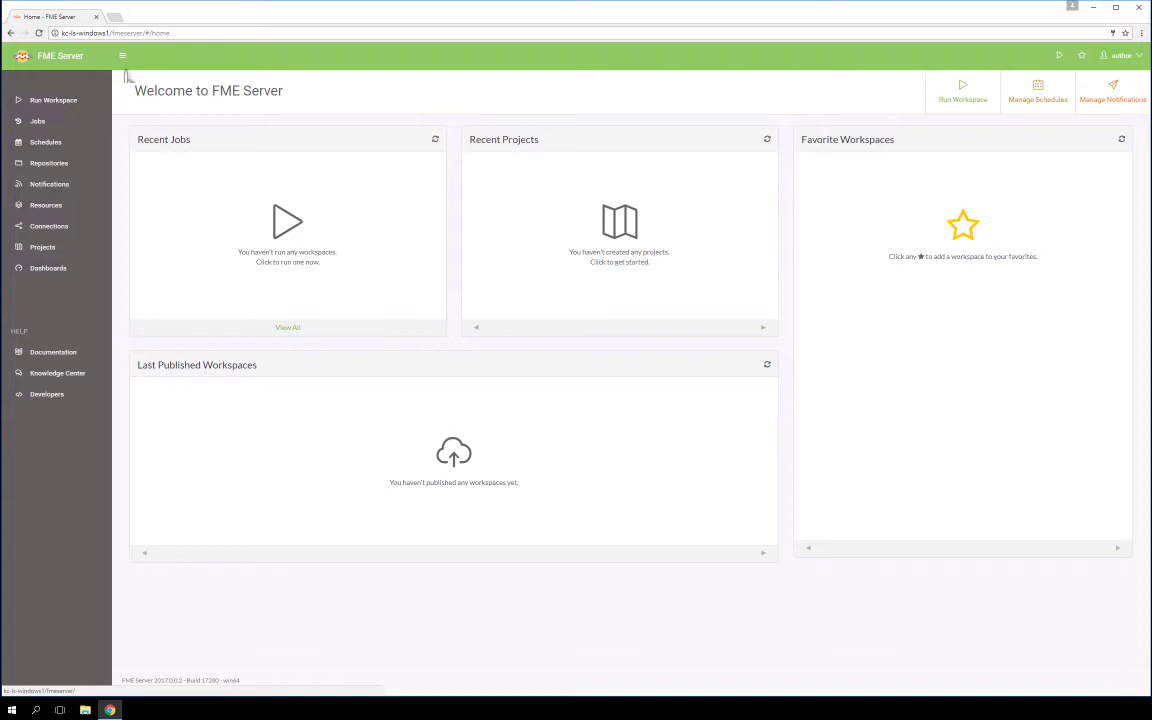 Home - FME Server
kc-ls-windows1/fmeserver/#/home
FME Server
author
Welcome to FME Server
Run Workspace
Manage Schedules
Manage Notifications
Run Workspace
Jobs
Schedules
Repositories
Notifications
Resources
Connections
Projects
Dashboards
HELP
Documentation
Knowledge Center
Developers
Recent Jobs
You haven't run any workspaces.
Click to run one now.
View All
Recent Projects
You haven't created any projects.
Click to get started.
Favorite Workspaces
Click any ★ to add a workspace to your favorites.
Last Published Workspaces
You haven't published any workspaces yet.
FME Server 2017.0.0.2 - Build 17280 - win64
kc-ls-windows1/fmeserver/